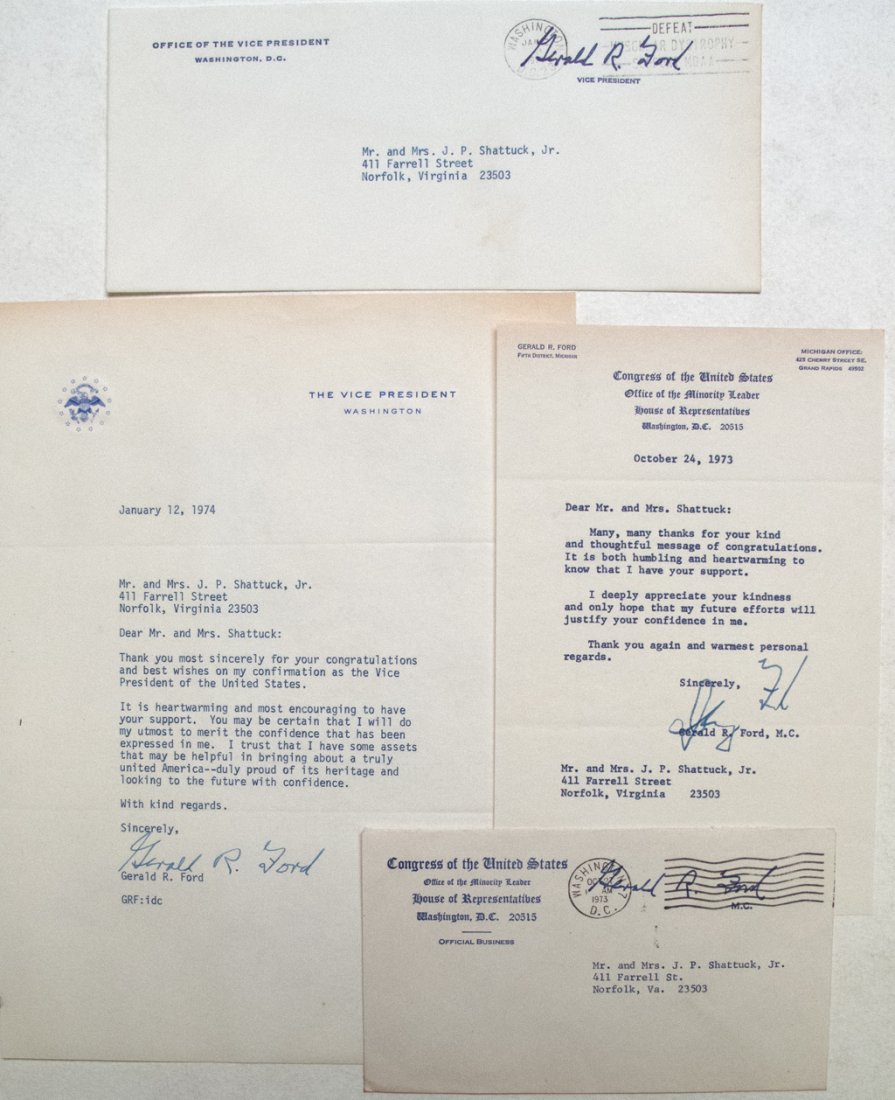 OFFICE OF THE VICE PRESIDENT
WASHINGTON, D.C.
WASHINGTON
JAN
DEFEAT
DYSTROPHY
MDAA
Gerald R. Ford
VICE PRESIDENT
Mr. and Mrs. J. P. Shattuck, Jr.
411 Farrell Street
Norfolk, Virginia 23503
THE VICE PRESIDENT
WASHINGTON
January 12, 1974
Mr. and Mrs. J. P. Shattuck, Jr.
411 Farrell Street
Norfolk, Virginia 23503
Dear Mr. and Mrs. Shattuck:
Thank you most sincerely for your congratulations
and best wishes on my confirmation as the Vice
President of the United States.
It is heartwarming and most encouraging to have
your support. You may be certain that I will do
my utmost to merit the confidence that has been
expressed in me. I trust that I have some assets
that may be helpful in bringing about a truly
united America--duly proud of its heritage and
looking to the future with confidence.
With kind regards.
Sincerely,
Gerald R. Ford
Gerald R. Ford
GRF:idc
GERALD R. FORD
FIFTH DISTRICT, MICHIGAN
MICHIGAN OFFICE:
425 CHERRY STREET SE.
GRAND RAPIDS 49502
Congress of the United States
Office of the Minority Leader
House of Representatives
Washington, D.C. 20515
October 24, 1973
Dear Mr. and Mrs. Shattuck:
Many, many thanks for your kind
and thoughtful message of congratulations.
It is both humbling and heartwarming to
know that I have your support.
I deeply appreciate your kindness
and only hope that my future efforts will
justify your confidence in me.
Thank you again and warmest personal
regards.
Sincerely,
Jerry Ford
Gerald R. Ford, M.C.
Mr. and Mrs. J. P. Shattuck, Jr.
411 Farrell Street
Norfolk, Virginia 23503
Congress of the United States
Office of the Minority Leader
House of Representatives
Washington, D.C. 20515
OFFICIAL BUSINESS
WASHINGTON
AM
1973
D.C.
Gerald R. Ford
M.C.
Mr. and Mrs. J. P. Shattuck, Jr.
411 Farrell St.
Norfolk, Va. 23503